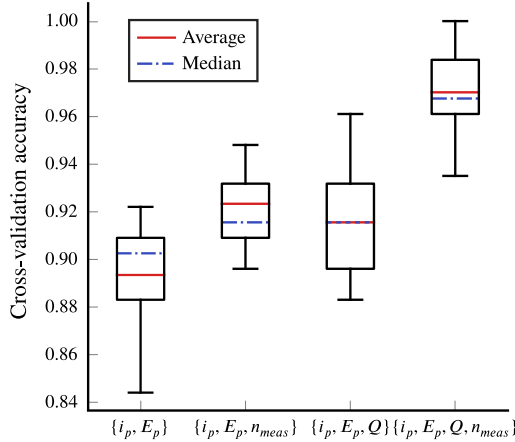 1.00
0.98
0.96
0.94
0.92
0.90
0.88
0.86
0.84
Cross-validation accuracy
Average
Median
{i_p, E_p}
{i_p, E_p, n_meas}
{i_p, E_p, Q}
{i_p, E_p, Q, n_meas}